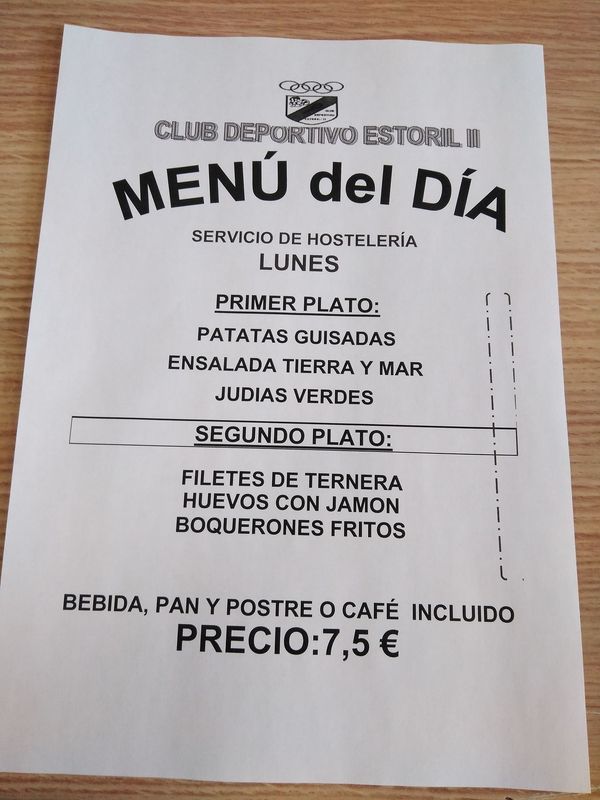 CLUB DEPORTIVO ESTORIL II
MENÚ del DÍA
SERVICIO DE HOSTELERÍA
LUNES
PRIMER PLATO:
PATATAS GUISADAS
ENSALADA TIERRA Y MAR
JUDIAS VERDES
SEGUNDO PLATO:
FILETES DE TERNERA
HUEVOS CON JAMON
BOQUERONES FRITOS
BEBIDA, PAN Y POSTRE O CAFÉ INCLUIDO
PRECIO:7,5 €